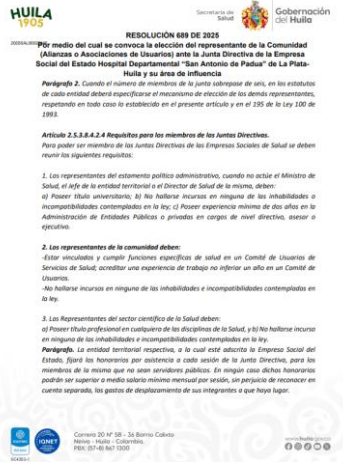 HUILA
1905
Secretaría de
Salud
Gobernación
del Huila
RESOLUCIÓN 689 DE 2025
Por medio del cual se convoca la elección del representante de la Comunidad
(Alianzas o Asociaciones de Usuarios) ante la Junta Directiva de la Empresa
Social del Estado Hospital Departamental “San Antonio de Padua” de La Plata-
Huila y su área de influencia
Parágrafo 2. Cuando el número de miembros de la junta sobrepase de seis, en los estatutos
de cada entidad deberá especificarse el mecanismo de elección de los demás representantes,
respetando en todo caso lo establecido en el presente artículo y en el 195 de la Ley 100 de
1993.
Artículo 2.5.3.8.4.2.4 Requisitos para los miembros de las Juntas Directivas.
Para poder ser miembro de las Juntas Directivas de las Empresas Sociales de Salud se deben
reunir los siguientes requisitos:
1. Los representantes del estamento político administrativo, cuando no actúe el Ministro de
Salud, el Jefe de la entidad territorial o el Director de Salud de la misma, deben:
a) Poseer título universitario; b) No hallarse incursos en ninguna de las inhabilidades o
incompatibilidades contempladas en la ley; c) Poseer experiencia mínima de dos años en la
Administración de Entidades Públicas o privadas en cargos de nivel directivo, asesor o
ejecutivo.
2. Los representantes de la comunidad deben:
-Estar vinculados y cumplir funciones específicas de salud en un Comité de Usuarios de
Servicios de Salud; acreditar una experiencia de trabajo no inferior un año en un Comité de
Usuarios.
-No hallarse incursos en ninguna de las inhabilidades e incompatibilidades contempladas en
la ley.
3. Los Representantes del sector científico de la Salud deben:
a) Poseer título profesional en cualquiera de las disciplinas de la Salud, y b) No hallarse incurso
en ninguna de las inhabilidades e incompatibilidades contempladas en la ley.
Parágrafo. La entidad territorial respectiva, a la cual esté adscrita la Empresa Social del
Estado, fijará los honorarios por asistencia a cada sesión de la Junta Directiva, para los
miembros de la misma que no sean servidores públicos. En ningún caso dichos honorarios
podrán ser superior a medio salario mínimo mensual por sesión, sin perjuicio de reconocer en
cuenta separada, los gastos de desplazamiento de sus integrantes a que haya lugar.
IQNET
Carrera 20 N° 5B - 36 Barrio Calixto
Neiva - Huila - Colombia.
PBX: (57+8) 867 1300
www.huila.gov.co